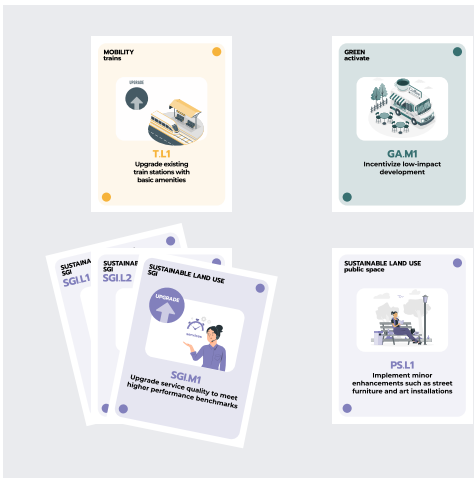 MOBILITY
trains
UPGRADE
T.L1
Upgrade existing
train stations with
basic amenities
GREEN
activate
GA.M1
Incentivize low-impact
development
SUSTAINA
SGI
SGI.L1
SUSTAINAB
SGI
SGI.L2
SUSTAINABLE LAND USE
SGI
UPGRADE
SGI.M1
Upgrade service quality to meet
higher performance benchmarks
SUSTAINABLE LAND USE
public space
PS.L1
Implement minor
enhancements such as street
furniture and art installations